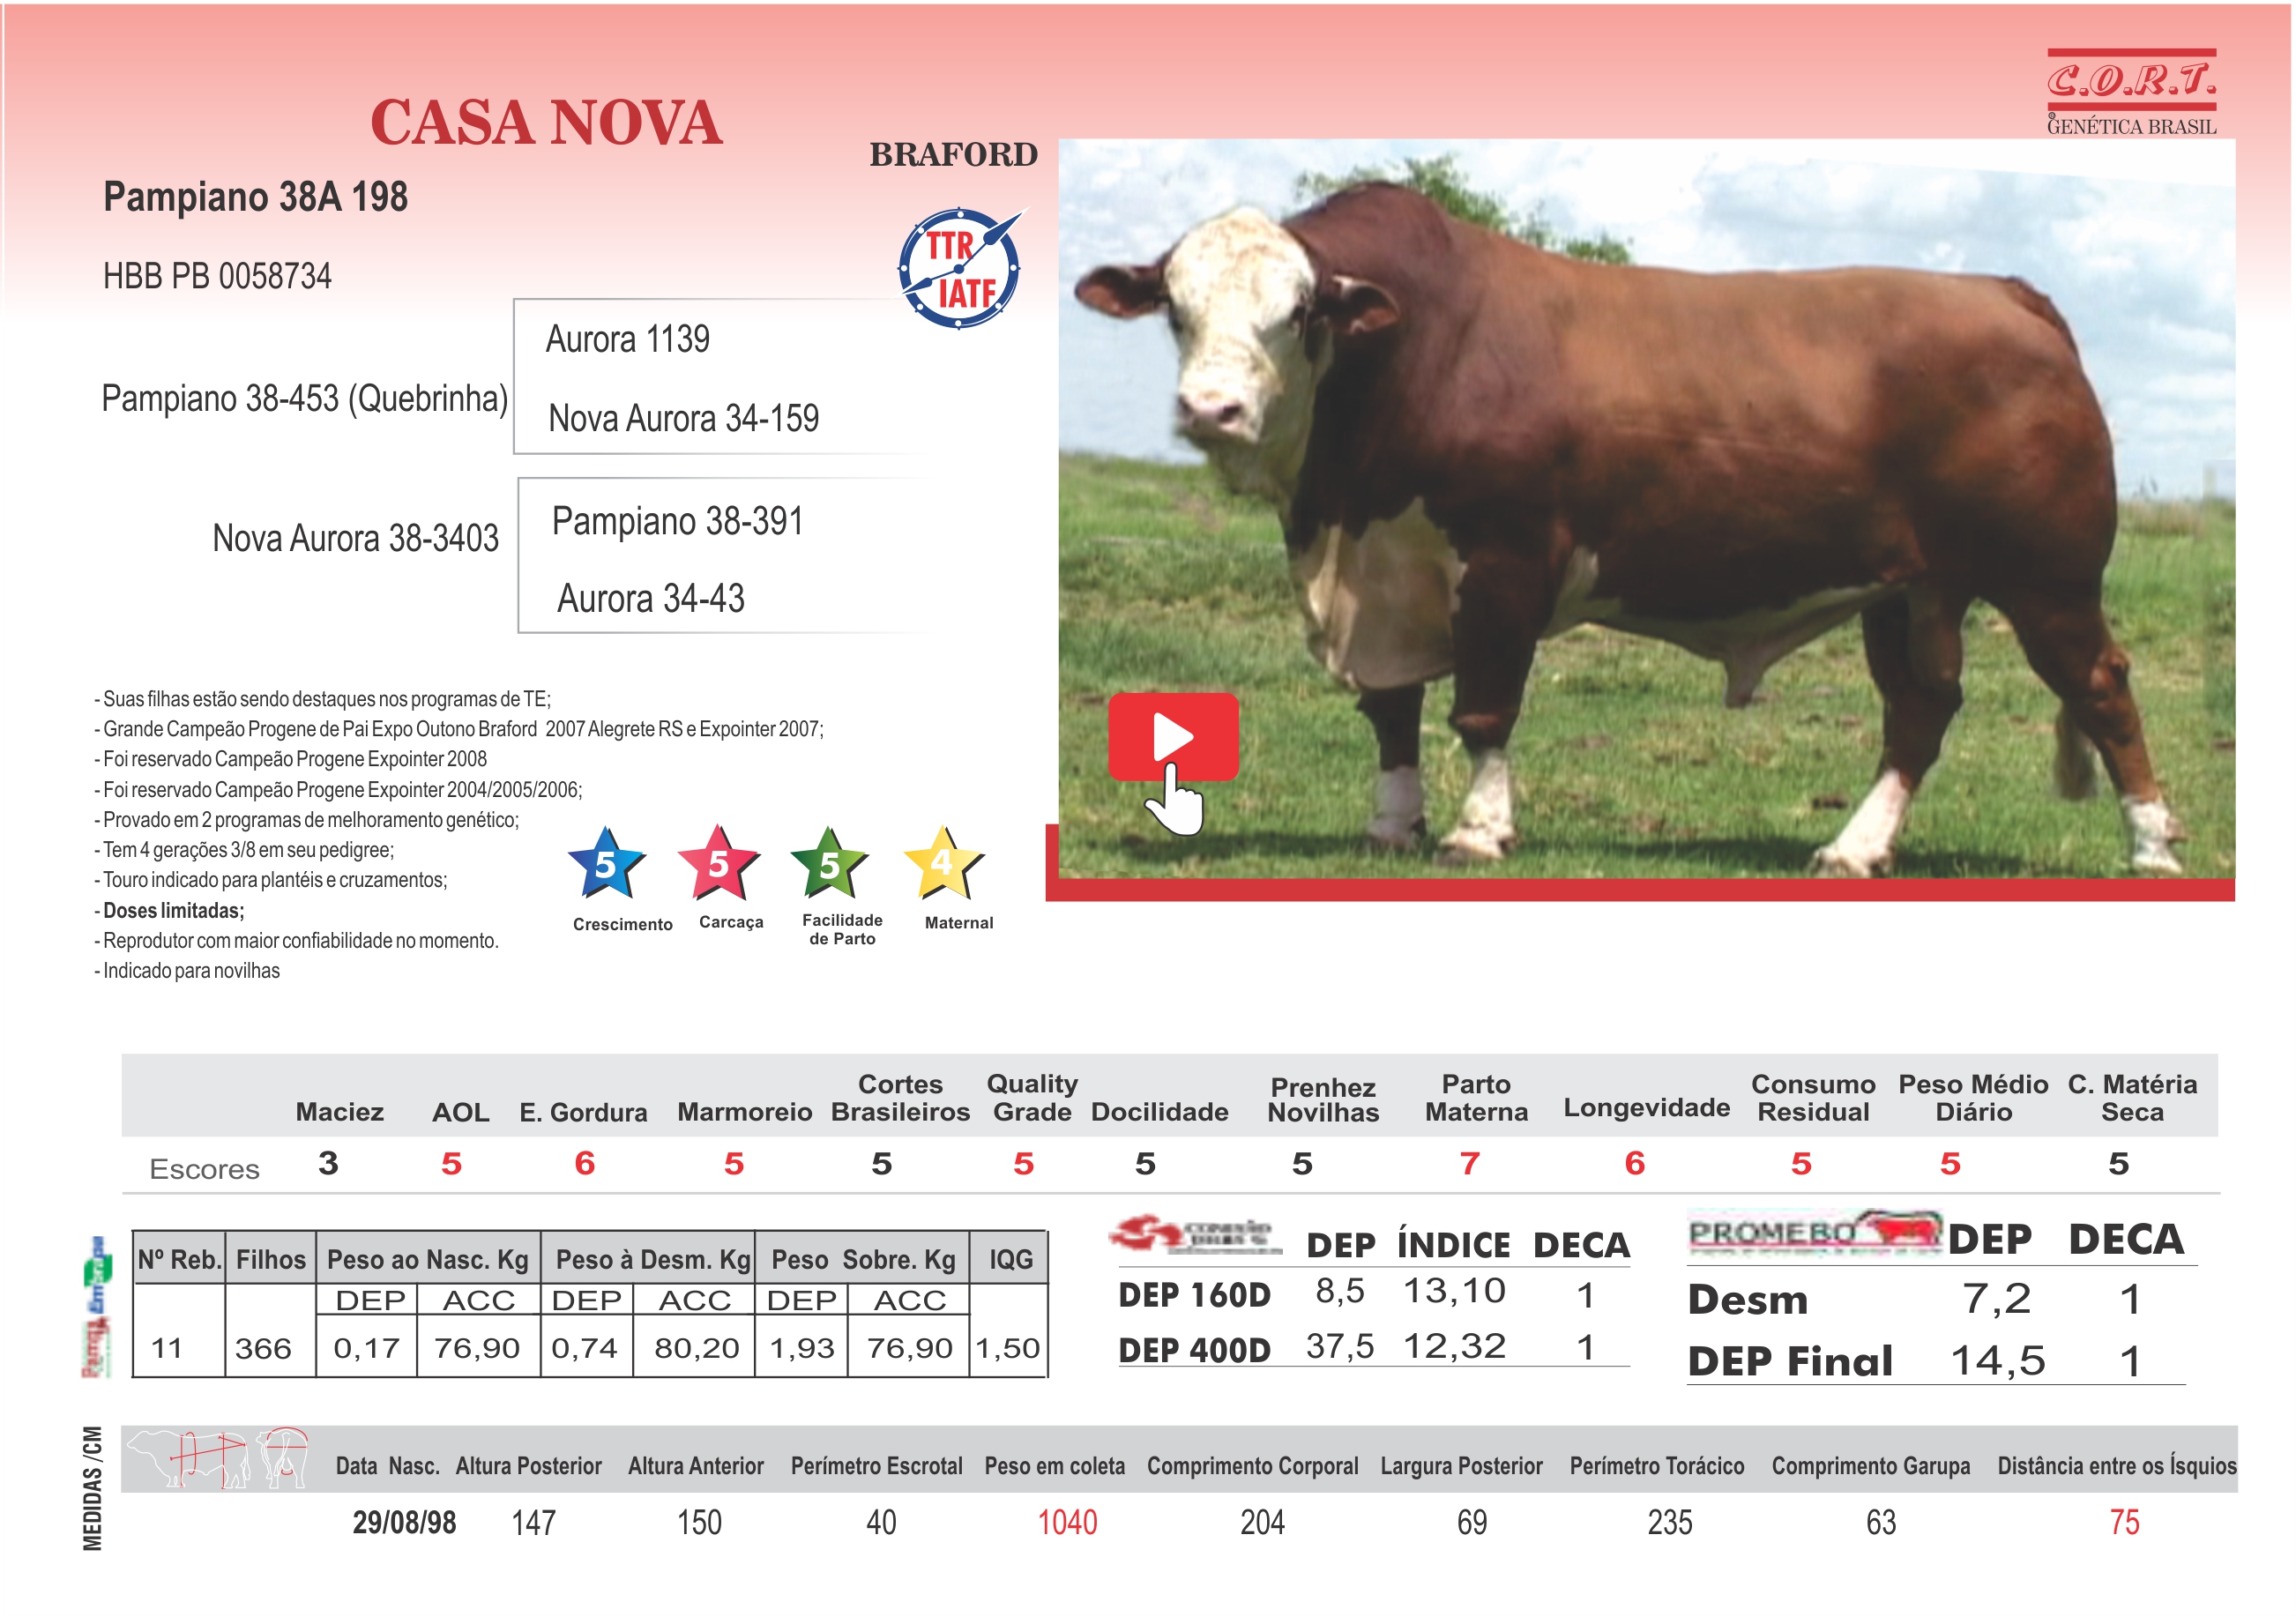 C.O.R.T.
GENÉTICA BRASIL
CASA NOVA
BRAFORD
Pampiano 38A 198
HBB PB 0058734
TTR
IATF
Aurora 1139
Pampiano 38-453 (Quebrinha)
Nova Aurora 34-159
Pampiano 38-391
Nova Aurora 38-3403
Aurora 34-43
- Suas filhas estão sendo destaques nos programas de TE;
- Grande Campeão Progene de Pai Expo Outono Braford 2007 Alegrete RS e Expointer 2007;
- Foi reservado Campeão Progene Expointer 2008
- Foi reservado Campeão Progene Expointer 2004/2005/2006;
- Provado em 2 programas de melhoramento genético;
- Tem 4 gerações 3/8 em seu pedigree;
- Touro indicado para plantéis e cruzamentos;
- Doses limitadas;
- Reprodutor com maior confiabilidade no momento.
- Indicado para novilhas
5 5 5 4
Crescimento Carcaça Facilidade de Parto Maternal
Maciez AOL E. Gordura Marmoreio Cortes Brasileiros Quality Grade Docilidade Prenhez Novilhas Parto Materna Longevidade Consumo Residual Peso Médio Diário C. Matéria Seca
Escores 3 5 6 5 5 5 5 5 7 6 5 5 5
PampPlus Embrapa
Nº Reb. Filhos Peso ao Nasc. Kg Peso à Desm. Kg Peso Sobre. Kg IQG
DEP ACC DEP ACC DEP ACC
11 366 0,17 76,90 0,74 80,20 1,93 76,90 1,50
CONEXÃO DELTA G DEP ÍNDICE DECA
DEP 160D 8,5 13,10 1
DEP 400D 37,5 12,32 1
PROMEBO DEP DECA
Desm 7,2 1
DEP Final 14,5 1
MEDIDAS /CM
Data Nasc. Altura Posterior Altura Anterior Perímetro Escrotal Peso em coleta Comprimento Corporal Largura Posterior Perímetro Torácico Comprimento Garupa Distância entre os Ísquios
29/08/98 147 150 40 1040 204 69 235 63 75